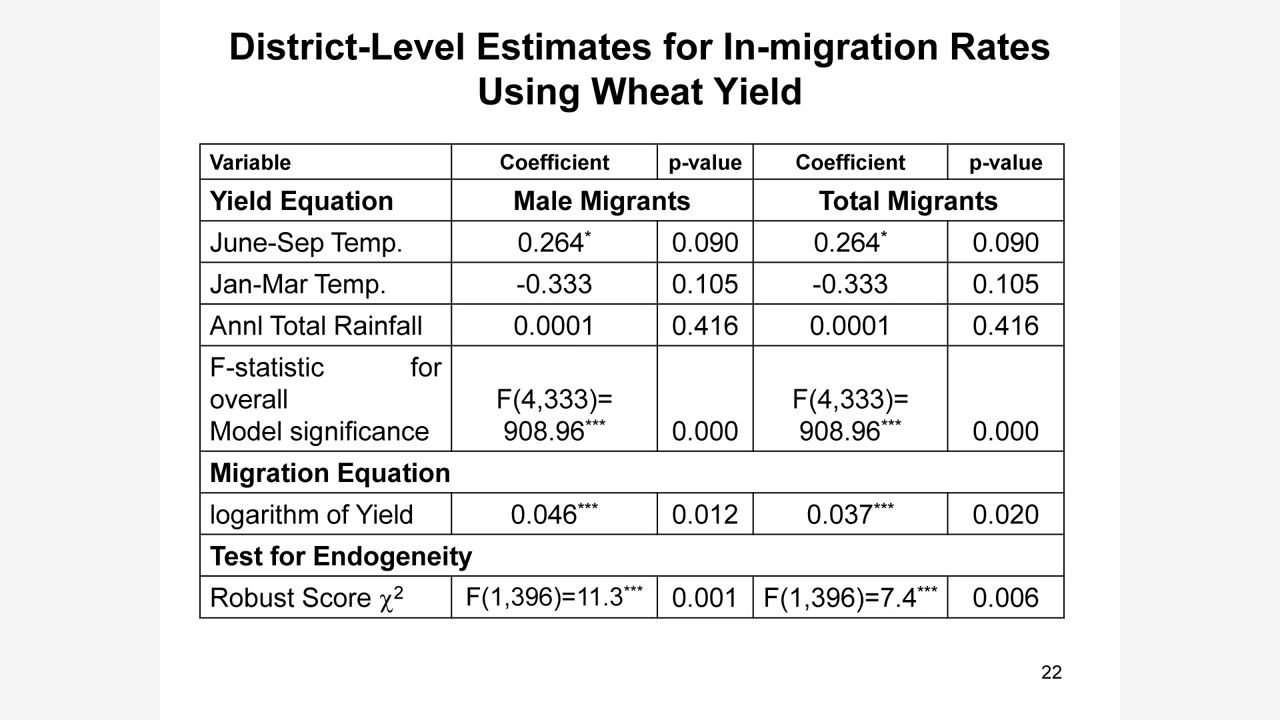 District-Level Estimates for In-migration Rates
Using Wheat Yield
Variable Coefficient p-value Coefficient p-value
Yield Equation Male Migrants Total Migrants
June-Sep Temp. 0.264* 0.090 0.264* 0.090
Jan-Mar Temp. -0.333 0.105 -0.333 0.105
Annl Total Rainfall 0.0001 0.416 0.0001 0.416
F-statistic for
overall F(4,333)= F(4,333)=
Model significance 908.96*** 0.000 908.96*** 0.000
Migration Equation
logarithm of Yield 0.046*** 0.012 0.037*** 0.020
Test for Endogeneity
Robust Score χ2 F(1,396)=11.3*** 0.001 F(1,396)=7.4*** 0.006
22